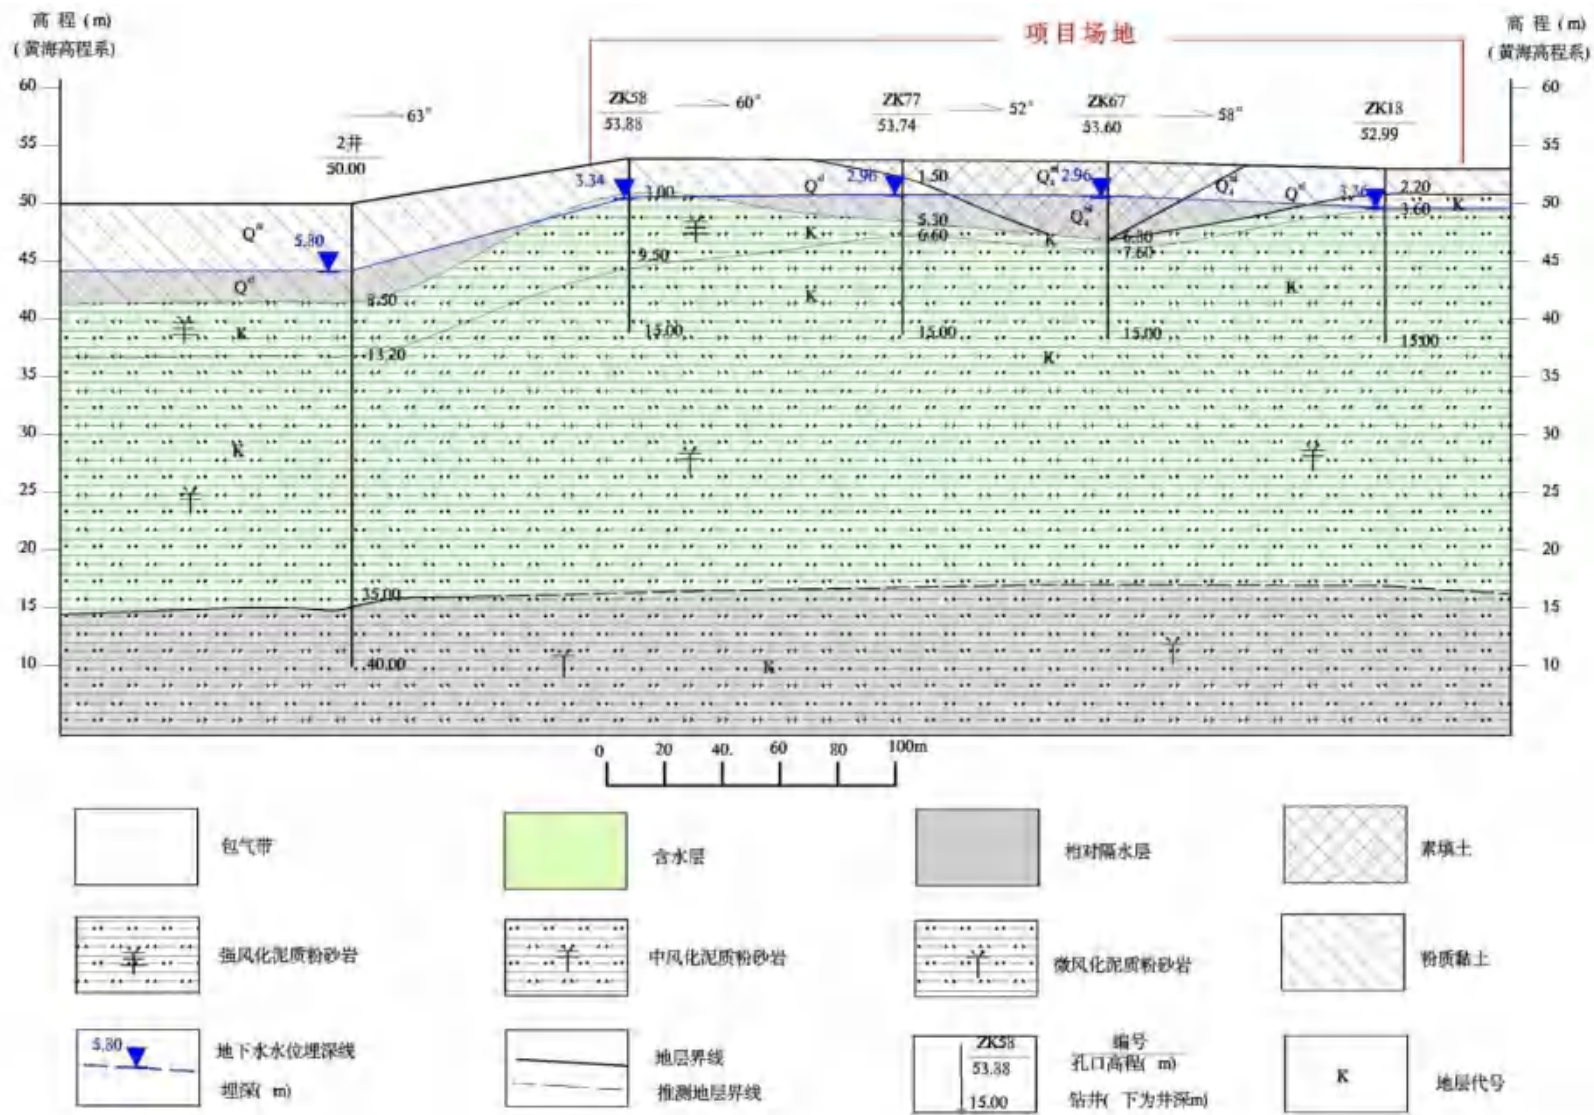 高 程 (m)
(黄海高程系)
高 程 (m)
(黄海高程系)
项目场地
60
55
50
45
40
35
30
25
20
15
10
60
55
50
45
40
35
30
25
20
15
10
63°
60°
52°
58°
2井
50.00
ZK58
53.88
ZK77
53.74
ZK67
53.60
ZK18
52.99
5.80
8.50
13.20
35.00
40.00
3.34
3.00
9.50
15.00
2.96
1.50
5.30
6.60
15.00
2.96
6.80
7.60
15.00
3.36
2.20
3.60
15.00
K
K
K
K
K
K
K
K
K
0 20 40. 60 80 100m
包气带
含水层
相对隔水层
素填土
强风化泥质粉砂岩
中风化泥质粉砂岩
微风化泥质粉砂岩
粉质黏土
5.80
地下水水位埋深线
埋深( m)
地层界线
推测地层界线
ZK58
53.88
15.00
编号
孔口高程( m)
钻井( 下为井深m)
K
地层代号